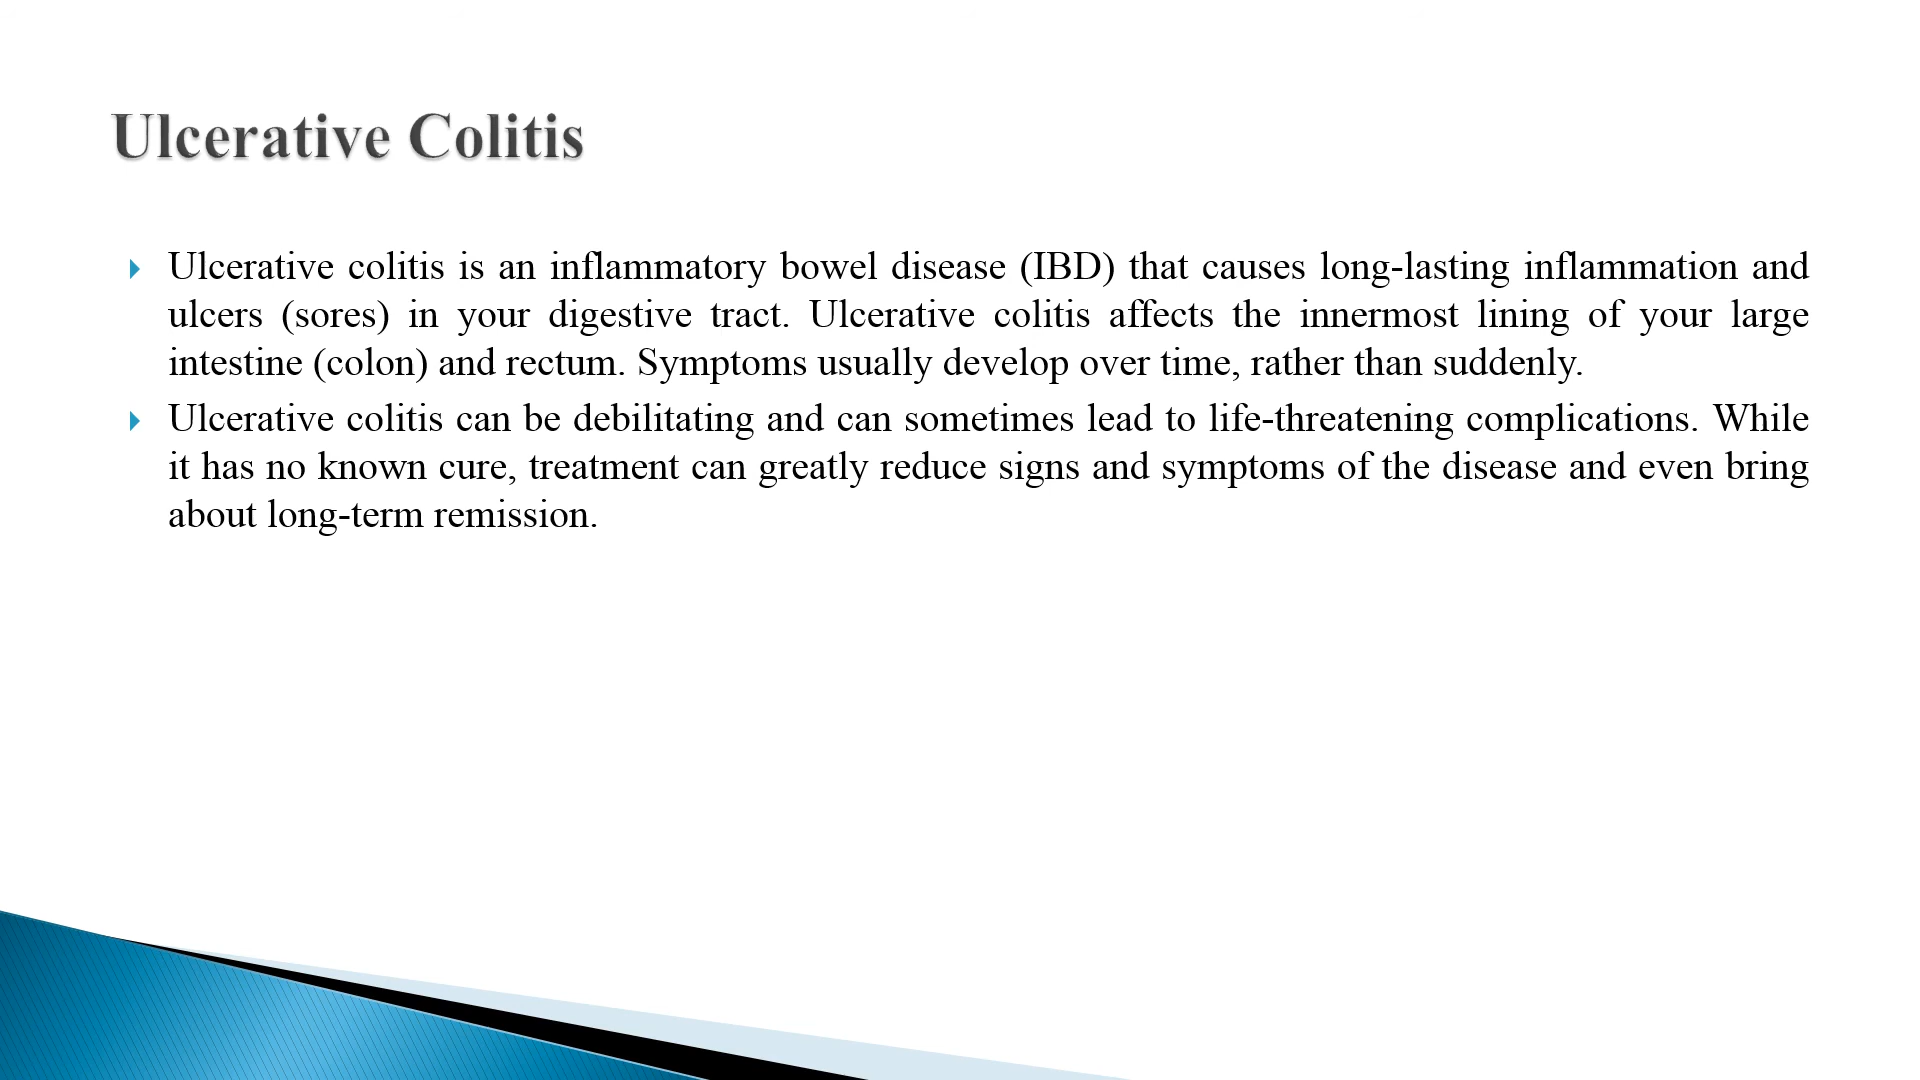 Ulcerative Colitis
Ulcerative colitis is an inflammatory bowel disease (IBD) that causes long-lasting inflammation and
ulcers (sores) in your digestive tract. Ulcerative colitis affects the innermost lining of your large
intestine (colon) and rectum. Symptoms usually develop over time, rather than suddenly.
Ulcerative colitis can be debilitating and can sometimes lead to life-threatening complications. While
it has no known cure, treatment can greatly reduce signs and symptoms of the disease and even bring
about long-term remission.